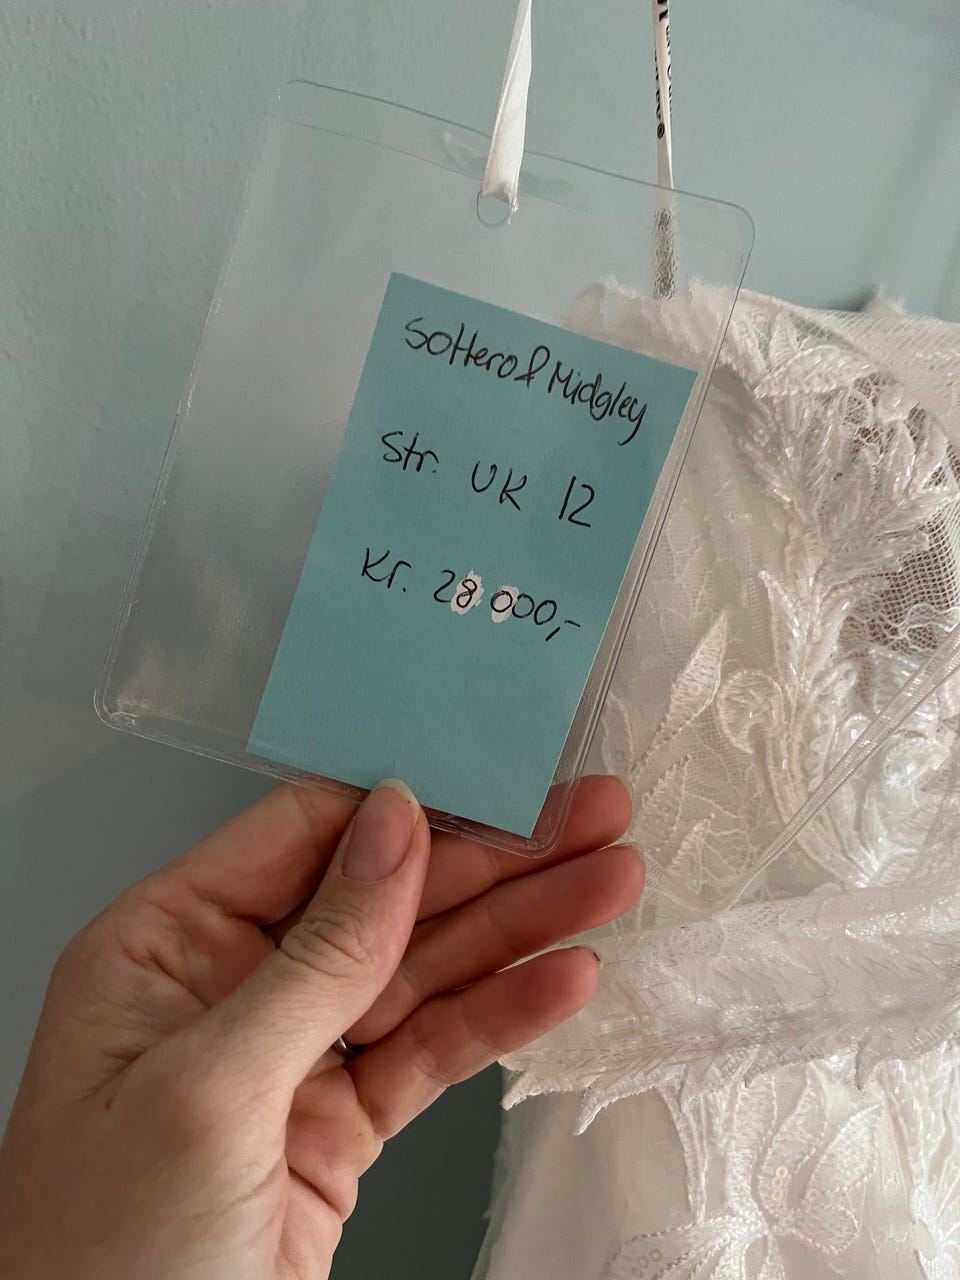 Sottero & Midgley
Str. UK 12
Kr. 28 000,-